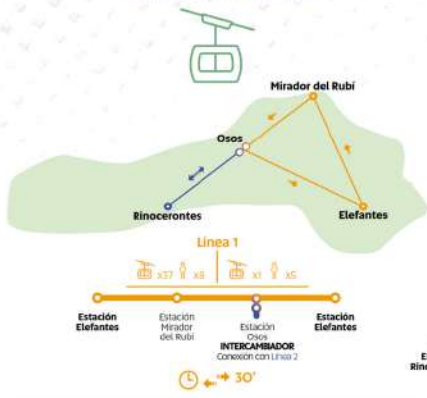 Mirador del Rubí
Osos
Rinocerontes
Elefantes
Línea 1
x37 x8 x1 x5
Estación
Elefantes
Estación
Mirador
del Rubí
Estación
Osos
INTERCAMBIADOR
Conexión con Línea 2
Estación
Elefantes
30'